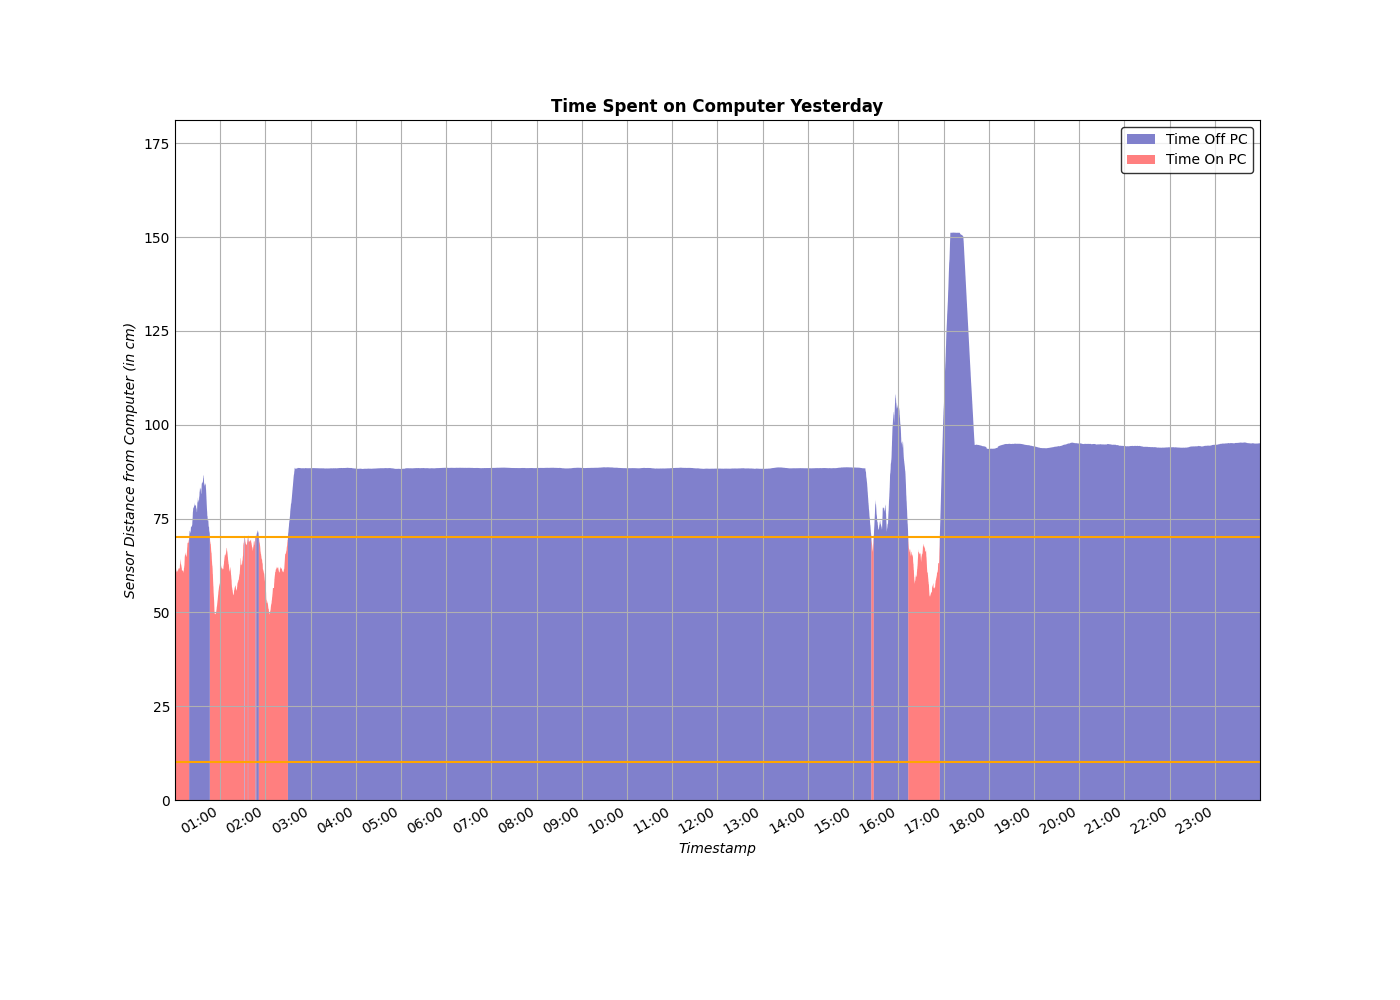 Time Spent on Computer Yesterday
Time Off PC
Time On PC
175
150
125
100
75
50
25
0
Sensor Distance from Computer (in cm)
01:00 02:00 03:00 04:00 05:00 06:00 07:00 08:00 09:00 10:00 11:00 12:00 13:00 14:00 15:00 16:00 17:00 18:00 19:00 20:00 21:00 22:00 23:00
Timestamp